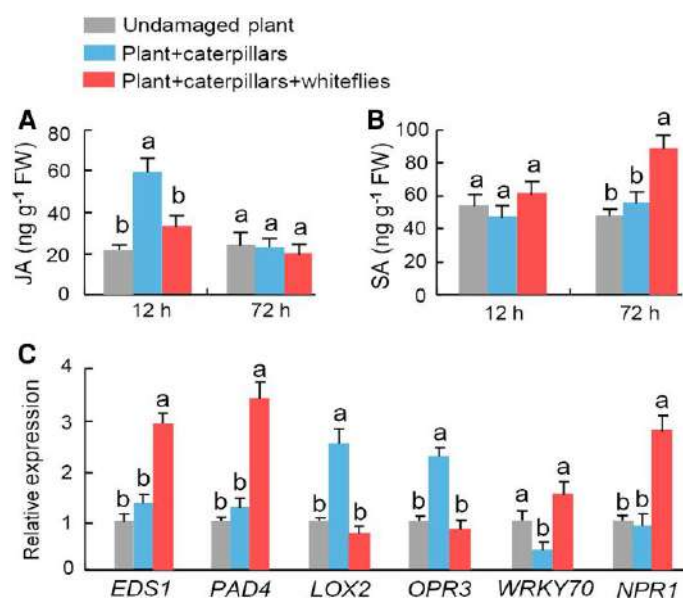 Undamaged plant
Plant+caterpillars
Plant+caterpillars+whiteflies
A
JA (ng g⁻¹ FW)
80
60
40
20
0
b a b a a a
12 h 72 h
B
SA (ng g⁻¹ FW)
100
80
60
40
20
0
a a a b b a
12 h 72 h
C
Relative expression
4
3
2
1
0
b b a b b a b a b b a b a b a b b a
EDS1 PAD4 LOX2 OPR3 WRKY70 NPR1